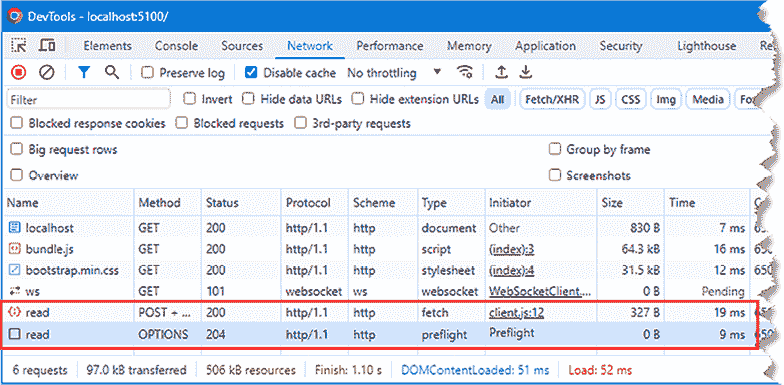 DevTools - localhost:5100/
Elements Console Sources Network Performance Memory Application Security Lighthouse
Preserve log Disable cache No throttling
Filter Invert Hide data URLs Hide extension URLs All Fetch/XHR JS CSS Img Media
Blocked response cookies Blocked requests 3rd-party requests
Big request rows Group by frame
Overview Screenshots
Name Method Status Protocol Scheme Type Initiator Size Time
localhost GET 200 http/1.1 http document Other 830 B 7 ms
bundle.js GET 200 http/1.1 http script (index):3 64.3 kB 16 ms
bootstrap.min.css GET 200 http/1.1 http stylesheet (index):4 31.5 kB 12 ms
ws GET 101 websocket ws websocket WebSocketClient.... 0 B Pending
read POST + ... 200 http/1.1 http fetch client.js:12 327 B 19 ms
read OPTIONS 204 http/1.1 http preflight Preflight 0 B 9 ms
6 requests 97.0 kB transferred 506 kB resources Finish: 1.10 s DOMContentLoaded: 51 ms Load: 52 ms